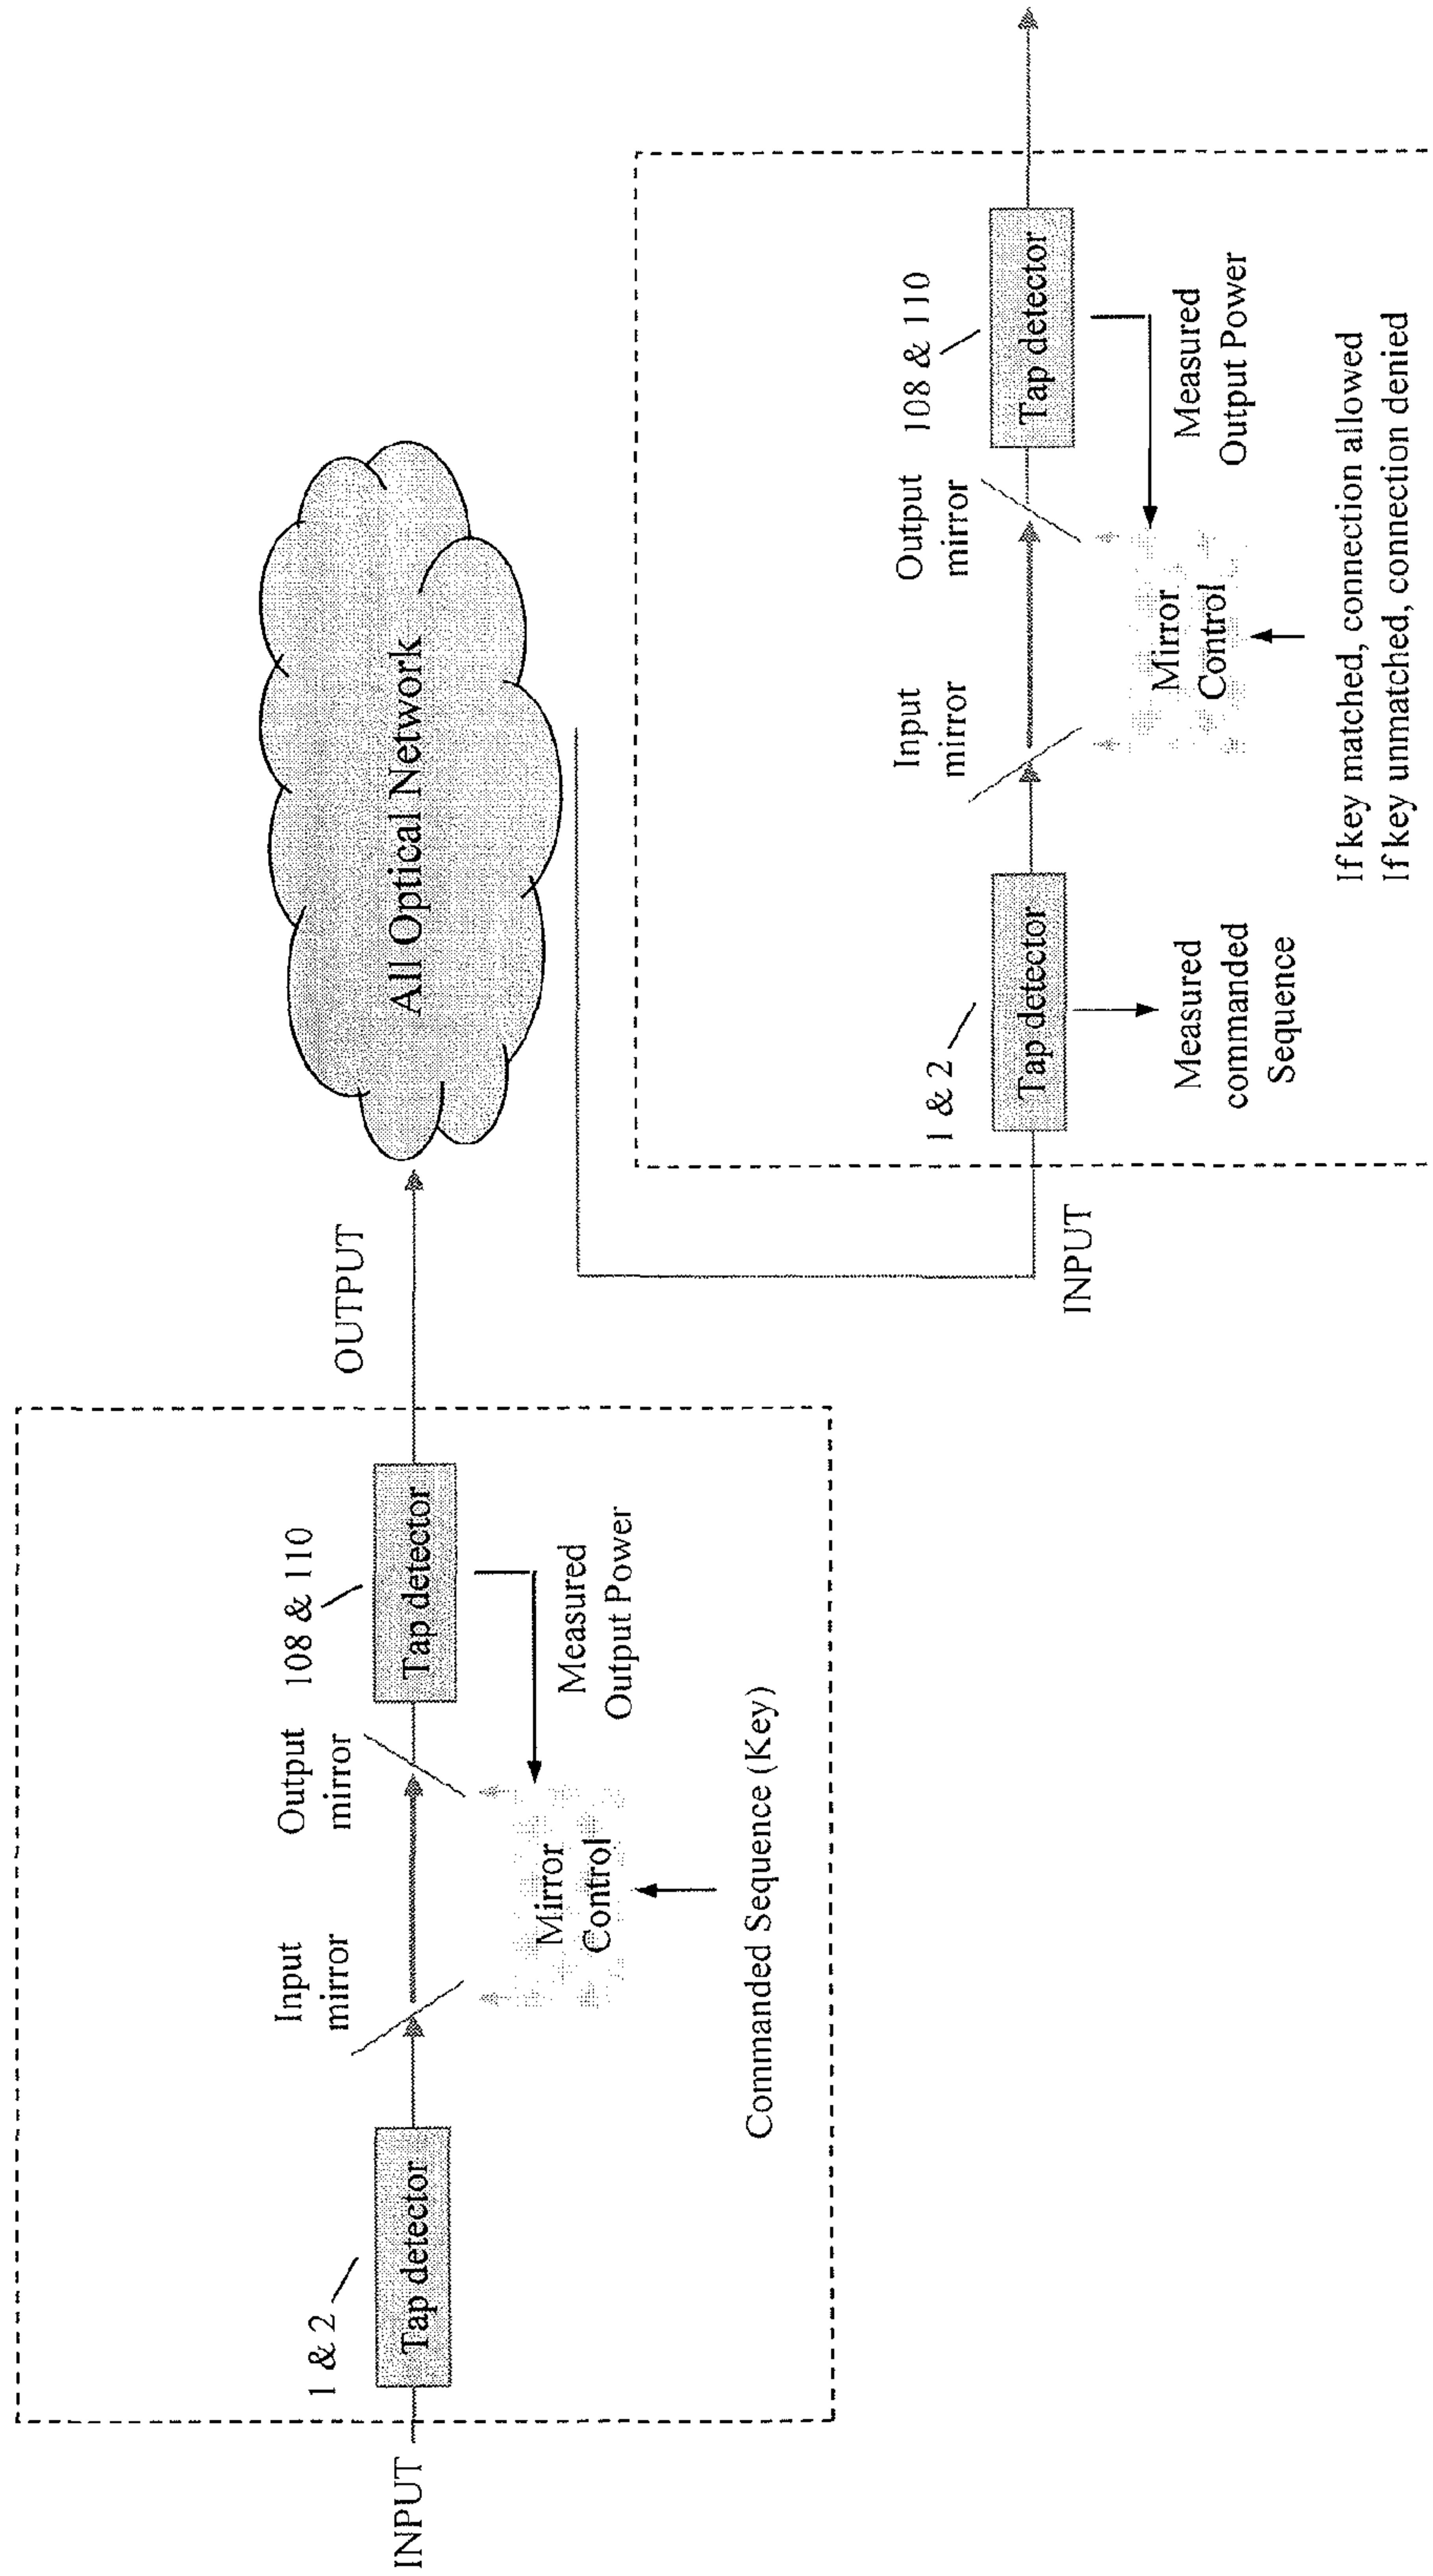 INPUT
1 & 2
Tap detector
Input
mirror
Output
mirror
108 & 110
Tap detector
Mirror
Control
Measured
Output Power
Commanded Sequence (Key)
OUTPUT
All Optical Network
INPUT
1 & 2
Tap detector
Measured
commanded
Sequence
Input
mirror
Output
mirror
108 & 110
Tap detector
Mirror
Control
Measured
Output Power
If key matched, connection allowed
If key unmatched, connection denied